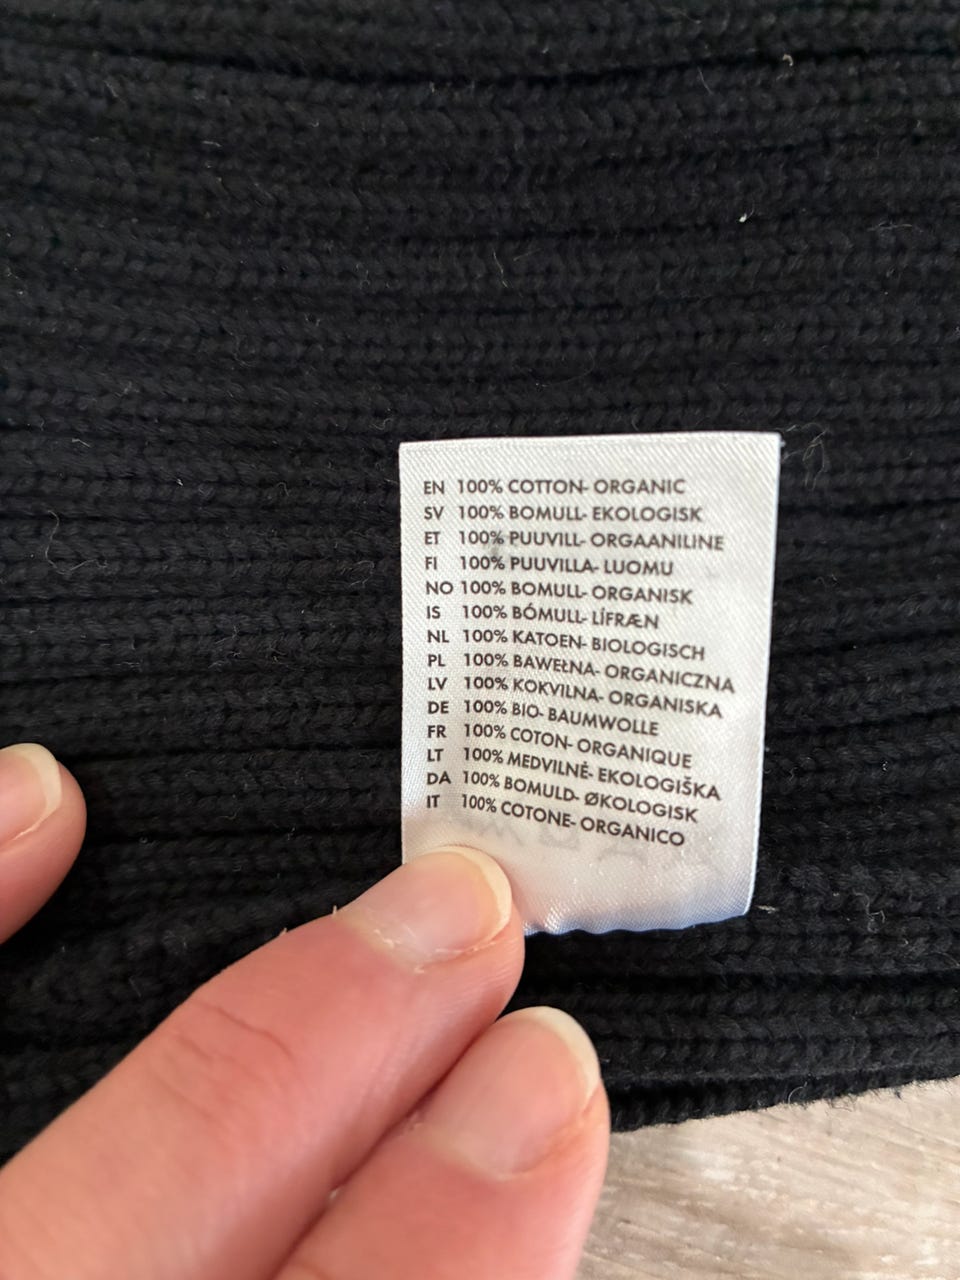 EN 100% COTTON- ORGANIC
SV 100% BOMULL- EKOLOGISK
ET 100% PUUVILL- ORGAANILINE
FI 100% PUUVILLA- LUOMU
NO 100% BOMULL- ORGANISK
IS 100% BÓMULL- LÍFRÆN
NL 100% KATOEN- BIOLOGISCH
PL 100% BAWEŁNA- ORGANICZNA
LV 100% KOKVILNA- ORGANISKA
DE 100% BIO- BAUMWOLLE
FR 100% COTON- ORGANIQUE
LT 100% MEDVILNĖ- EKOLOGIŠKA
DA 100% BOMULD- ØKOLOGISK
IT 100% COTONE- ORGANICO